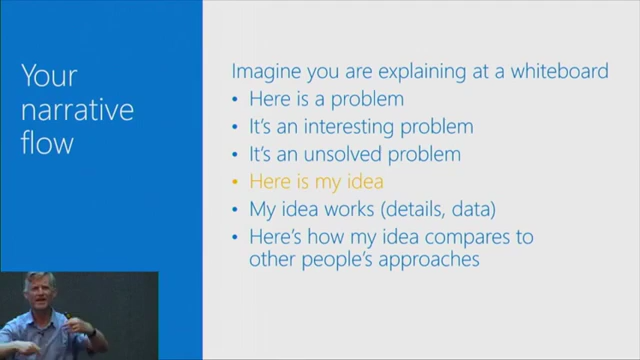 Your
narrative
flow
Imagine you are explaining at a whiteboard
• Here is a problem
• It's an interesting problem
• It's an unsolved problem
• Here is my idea
• My idea works (details, data)
• Here's how my idea compares to
other people's approaches